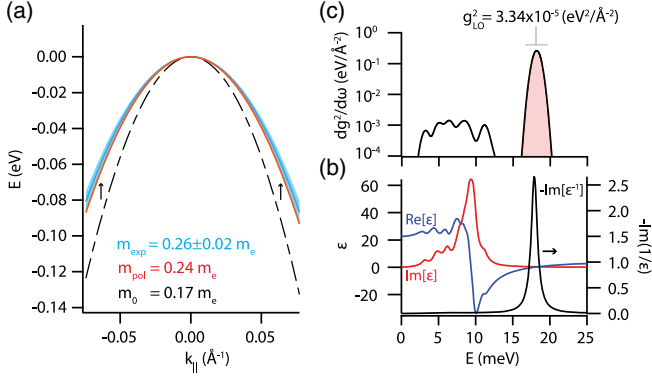 (a)
0.00
-0.02
-0.04
-0.06
-0.08
-0.10
-0.12
-0.14
E (eV)
m_exp = 0.26±0.02 m_e
m_pol = 0.24 m_e
m_0 = 0.17 m_e
-0.05 0.00 0.05
k_|| (Å⁻¹)
(c)
g²_LO = 3.34x10⁻⁵ (eV²/Å⁻²)
10⁰
10⁻¹
10⁻²
10⁻³
10⁻⁴
dg²/dω (eV/Å⁻²)
(b)
60
40
20
0
-20
ε
Re[ε]
Im[ε]
-Im[ε⁻¹]
2.5
2.0
1.5
1.0
0.5
0.0
-Im(1/ε)
0 5 10 15 20 25
E (meV)